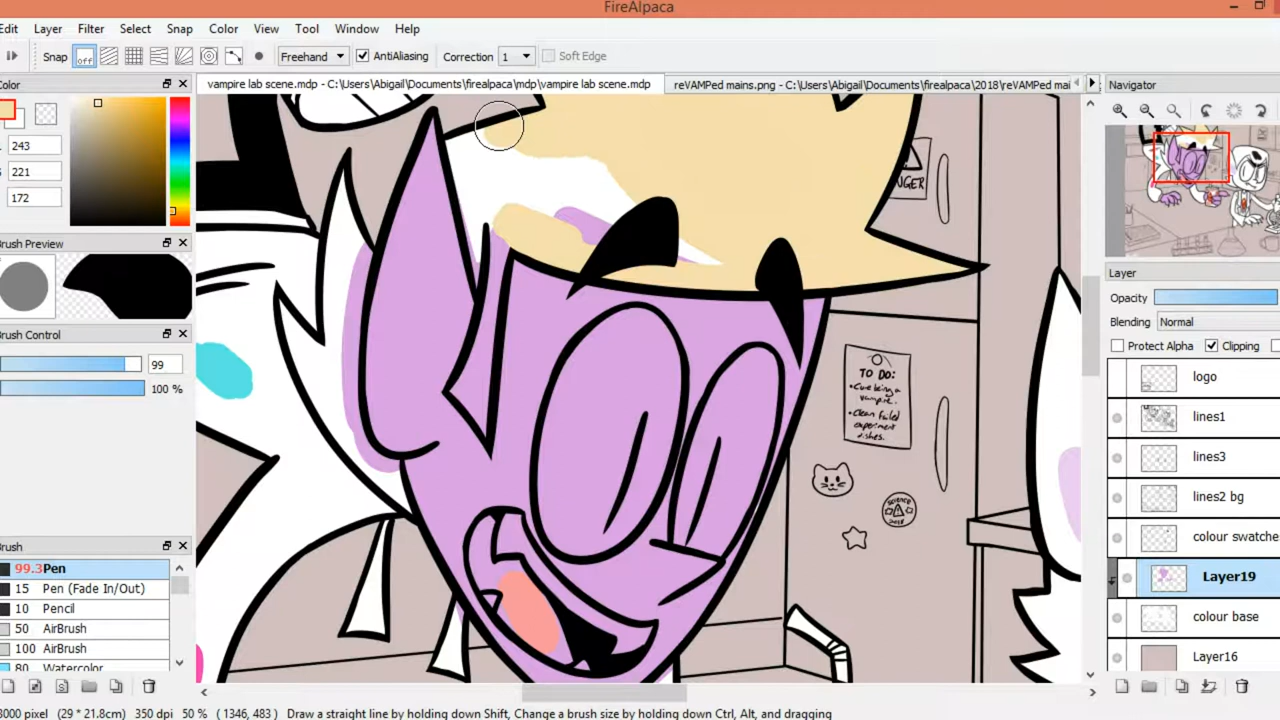 FireAlpaca
Edit Layer Filter Select Snap Color View Tool Window Help
Snap off Freehand AntiAliasing Correction 1 Soft Edge
Color
vampire lab scene.mdp - C:\Users\Abigail\Documents\firealpaca\mdp\vampire lab scene.mdp
reVAMPed mains.png - C:\Users\Abigail\Documents\firealpaca\2018\reVAMPed mai
Navigator
243
221
172
Brush Preview
Brush Control
99
100 %
Brush
99.3 Pen
15 Pen (Fade In/Out)
10 Pencil
50 AirBrush
100 AirBrush
80 Watercolor
NGER
TO DO:
•Cure being a
vampire.
•Clean failed
experiment
dishes.
SCIENCE
Layer
Opacity
Blending Normal
Protect Alpha Clipping
logo
lines1
lines3
lines2 bg
colour swatche
Layer19
colour base
Layer16
8000 pixel (29 * 21.8cm) 350 dpi 50 % ( 1346, 483 ) Draw a straight line by holding down Shift, Change a brush size by holding down Ctrl, Alt, and dragging